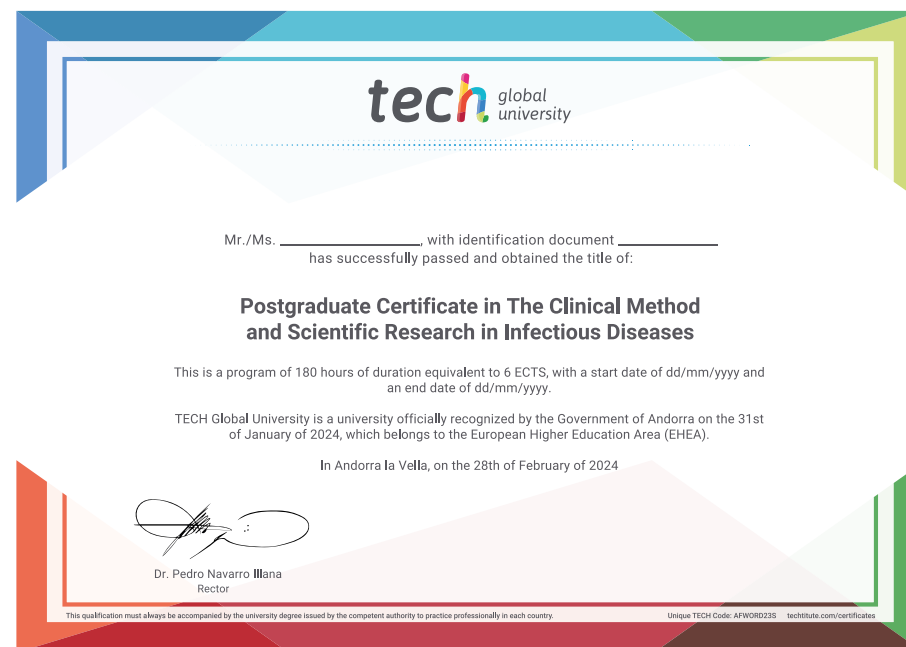 tech global
university
Mr./Ms. ____________, with identification document ____________
has successfully passed and obtained the title of:
Postgraduate Certificate in The Clinical Method
and Scientific Research in Infectious Diseases
This is a program of 180 hours of duration equivalent to 6 ECTS, with a start date of dd/mm/yyyy and
an end date of dd/mm/yyyy.
TECH Global University is a university officially recognized by the Government of Andorra on the 31st
of January of 2024, which belongs to the European Higher Education Area (EHEA).
In Andorra la Vella, on the 28th of February of 2024
Dr. Pedro Navarro Illana
Rector
This qualification must always be accompanied by the university degree issued by the competent authority to practice professionally in each country.
Unique TECH Code: AFWORD23S techtitute.com/certificates